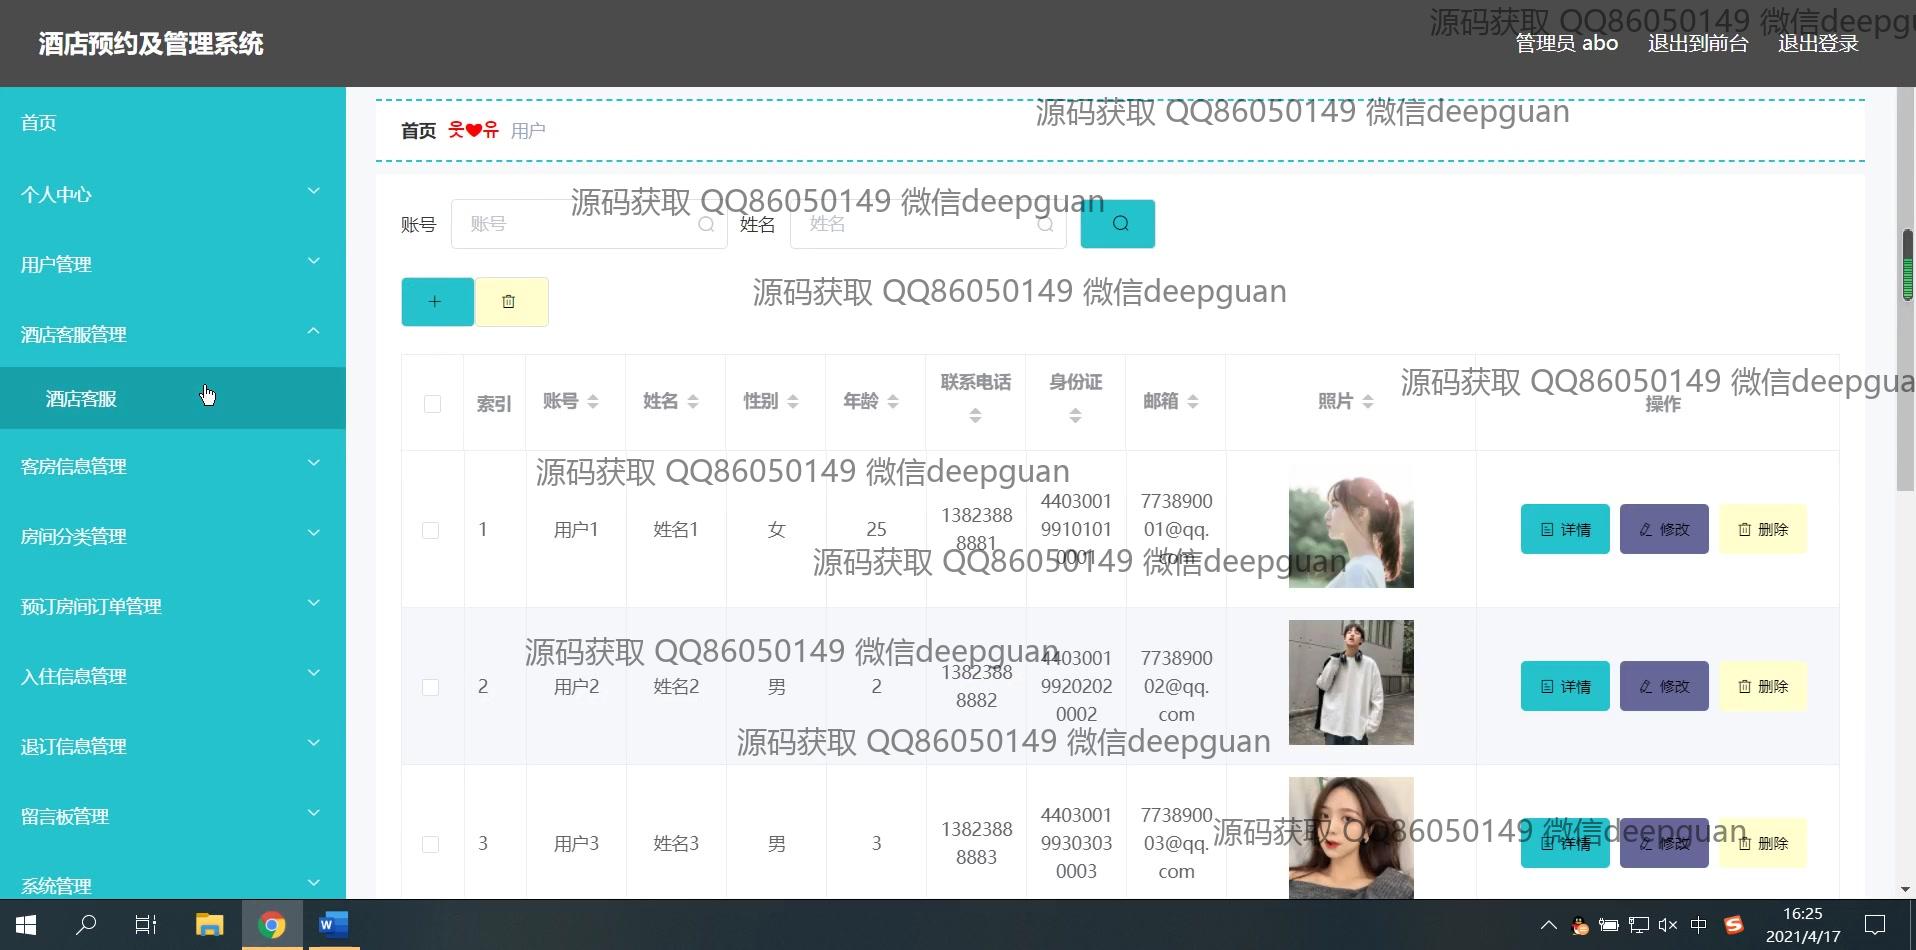 酒店预约及管理系统
源码获取 QQ86050149 微信deepgu
管理员 abo 退出到前台 退出登录
首页
个人中心
用户管理
酒店客服管理
酒店客服
客房信息管理
房间分类管理
预订房间订单管理
入住信息管理
退订信息管理
留言板管理
系统管理
首页 웃❤유 用户
源码获取 QQ86050149 微信deepguan
源码获取 QQ86050149 微信deepguan
账号 账号 姓名 姓名
源码获取 QQ86050149 微信deepguan
源码获取 QQ86050149 微信deepgua
索引 账号 姓名 性别 年龄 联系电话 身份证 邮箱 照片 操作
源码获取 QQ86050149 微信deepguan
1 用户1 姓名1 女 25 13823888881 440300199101010001 773890001@qq.com 详情 修改 删除
源码获取 QQ86050149 微信deepguan
源码获取 QQ86050149 微信deepguan
2 用户2 姓名2 男 2 13823888882 440300199202020002 773890002@qq.com 详情 修改 删除
源码获取 QQ86050149 微信deepguan
源码获取 QQ86050149 微信deepguan
3 用户3 姓名3 男 3 13823888883 440300199303030003 773890003@qq.com 详情 修改 删除
中
16:25
2021/4/17